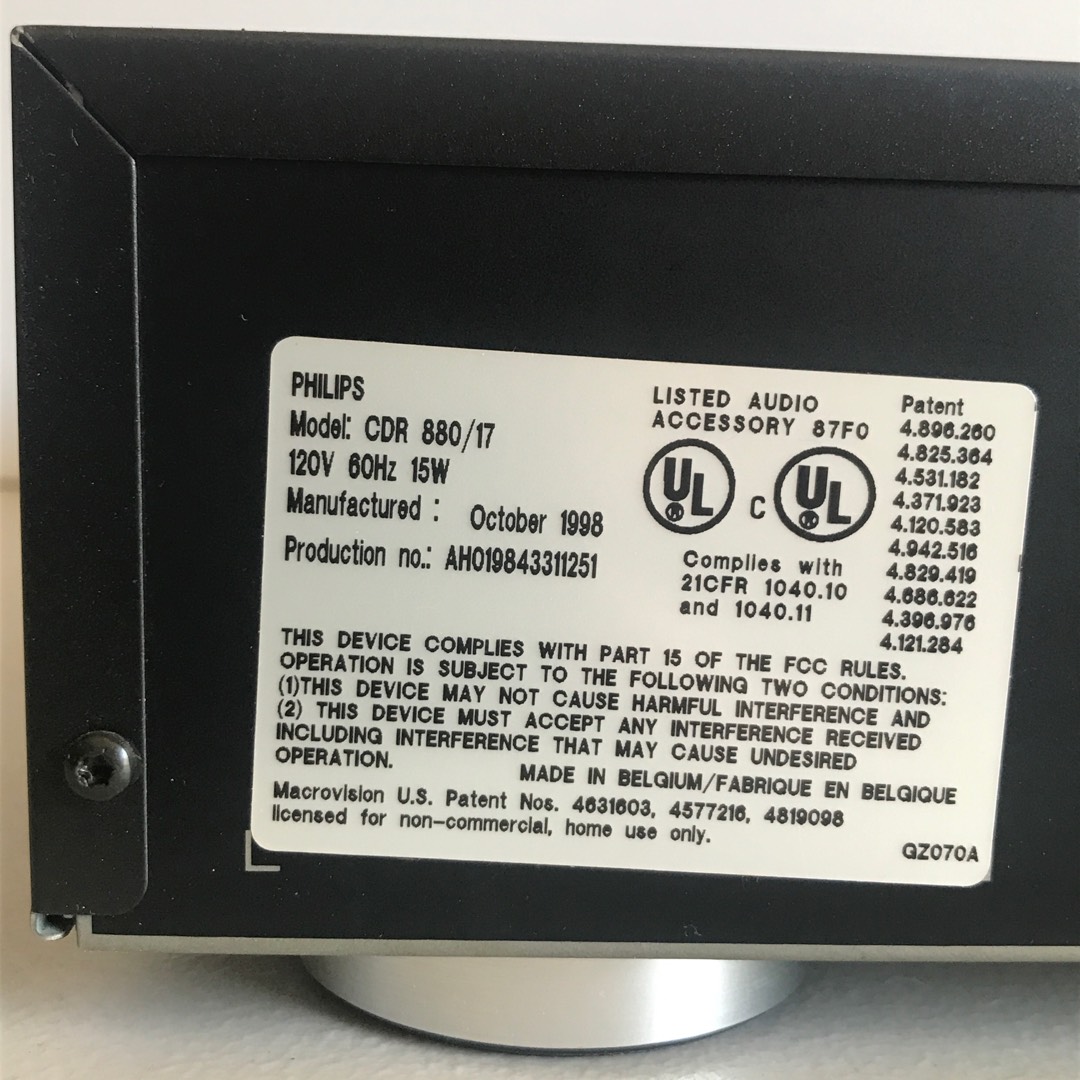 PHILIPS
Model: CDR 880/17
120V 60Hz 15W
Manufactured : October 1998
Production no.: AH019843311251
LISTED AUDIO
ACCESSORY 87F0
UL ®
C UL ®
Complies with
21CFR 1040.10
and 1040.11
Patent
4.896.260
4.825.364
4.531.182
4.371.923
4.120.583
4.942.516
4.829.419
4.686.622
4.396.976
4.121.284
THIS DEVICE COMPLIES WITH PART 15 OF THE FCC RULES.
OPERATION IS SUBJECT TO THE FOLLOWING TWO CONDITIONS:
(1)THIS DEVICE MAY NOT CAUSE HARMFUL INTERFERENCE AND
(2) THIS DEVICE MUST ACCEPT ANY INTERFERENCE RECEIVED
INCLUDING INTERFERENCE THAT MAY CAUSE UNDESIRED
OPERATION.
MADE IN BELGIUM/FABRIQUE EN BELGIQUE
Macrovision U.S. Patent Nos. 4631603, 4577216, 4819098
licensed for non-commercial, home use only.
QZ070A